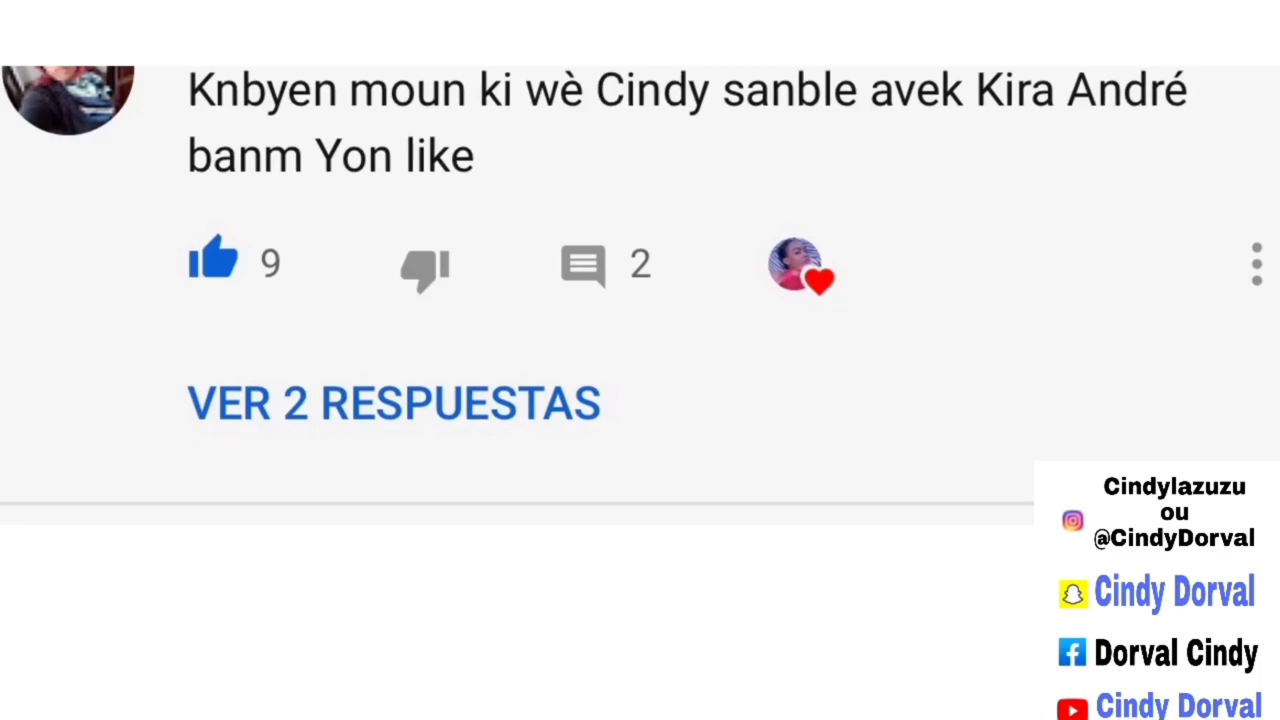 Knbyen moun ki wè Cindy sanble avek Kira André
banm Yon like
9
2
VER 2 RESPUESTAS
Cindylazuzu
ou
@CindyDorval
Cindy Dorval
Dorval Cindy
Cindy Dorval